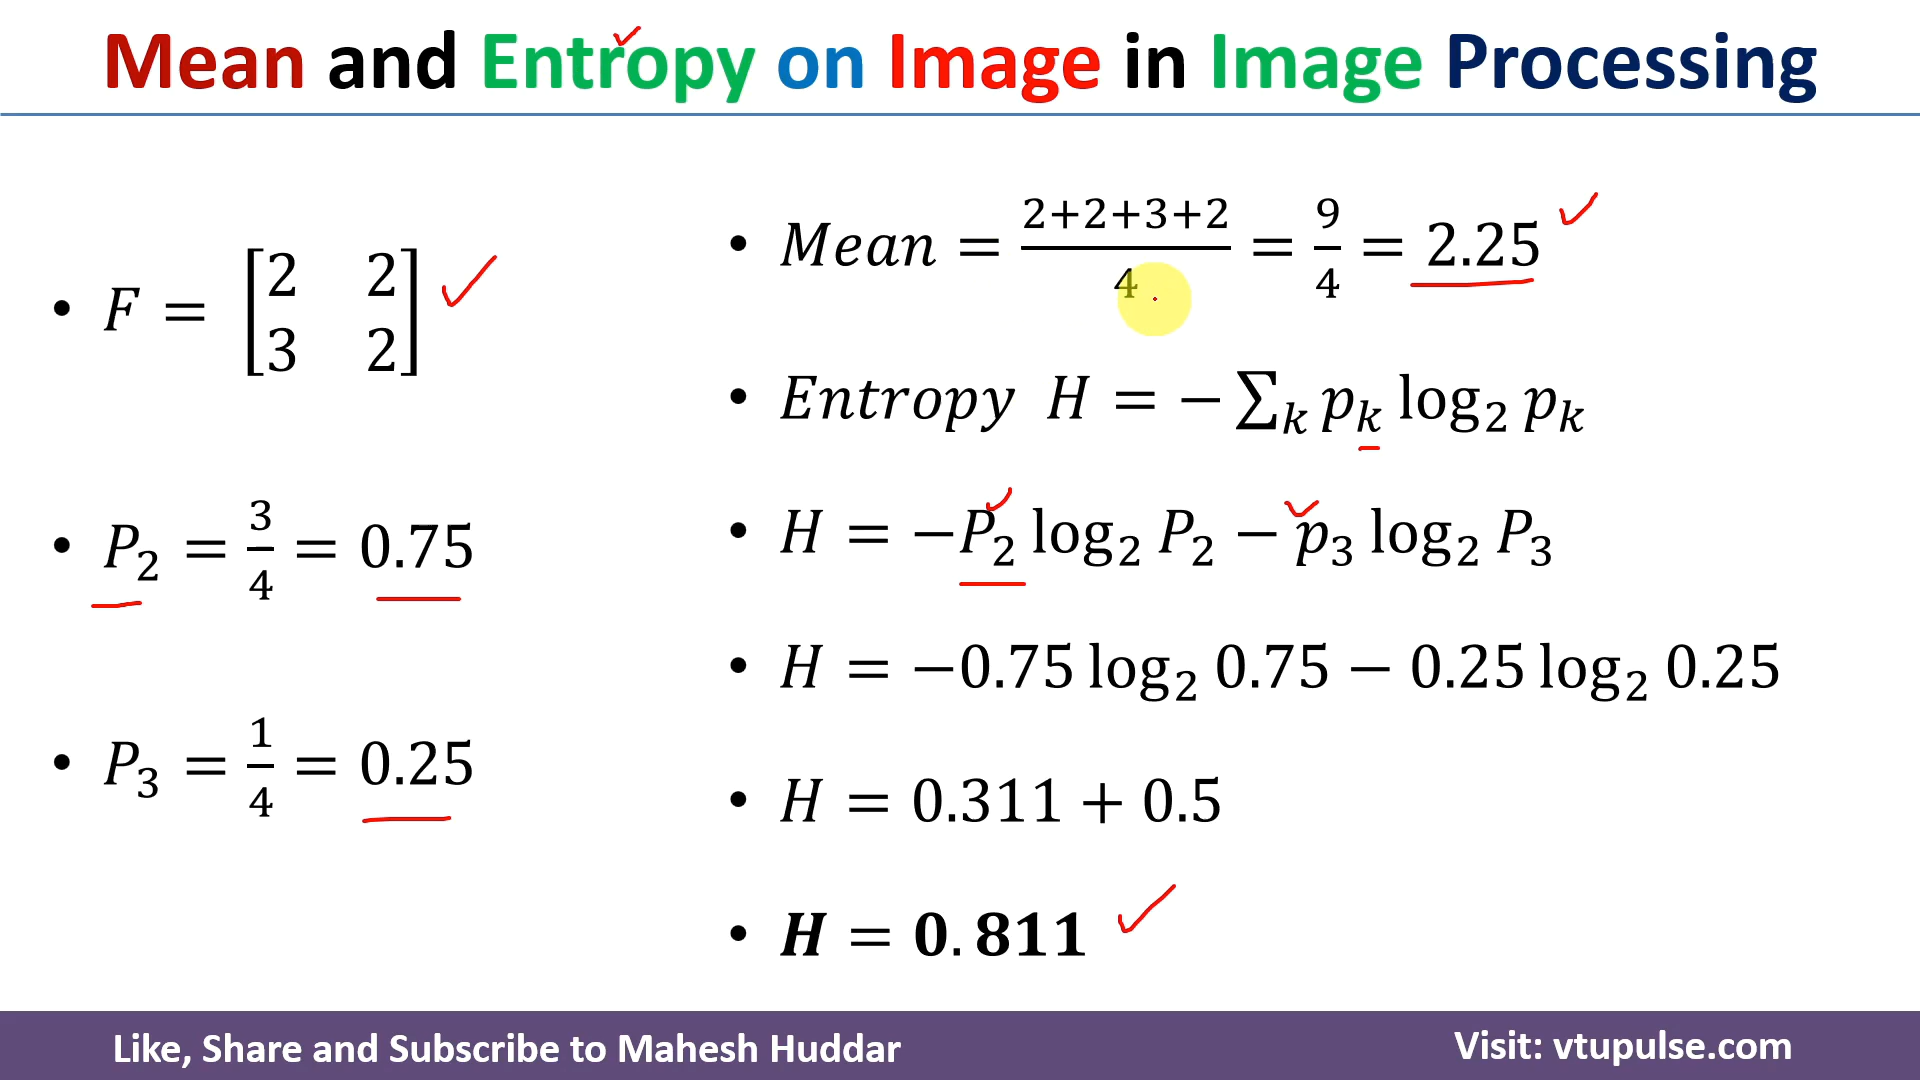 Mean and Entropy on Image in Image Processing
• F = [2 2
3 2]
• P₂ = 3/4 = 0.75
• P₃ = 1/4 = 0.25
• Mean = 2+2+3+2/4 = 9/4 = 2.25
• Entropy H = − ∑ₖ pₖ log₂ pₖ
• H = −P₂ log₂ P₂ − p₃ log₂ P₃
• H = −0.75 log₂ 0.75 − 0.25 log₂ 0.25
• H = 0.311 + 0.5
• H = 0.811
Like, Share and Subscribe to Mahesh Huddar
Visit: vtupulse.com